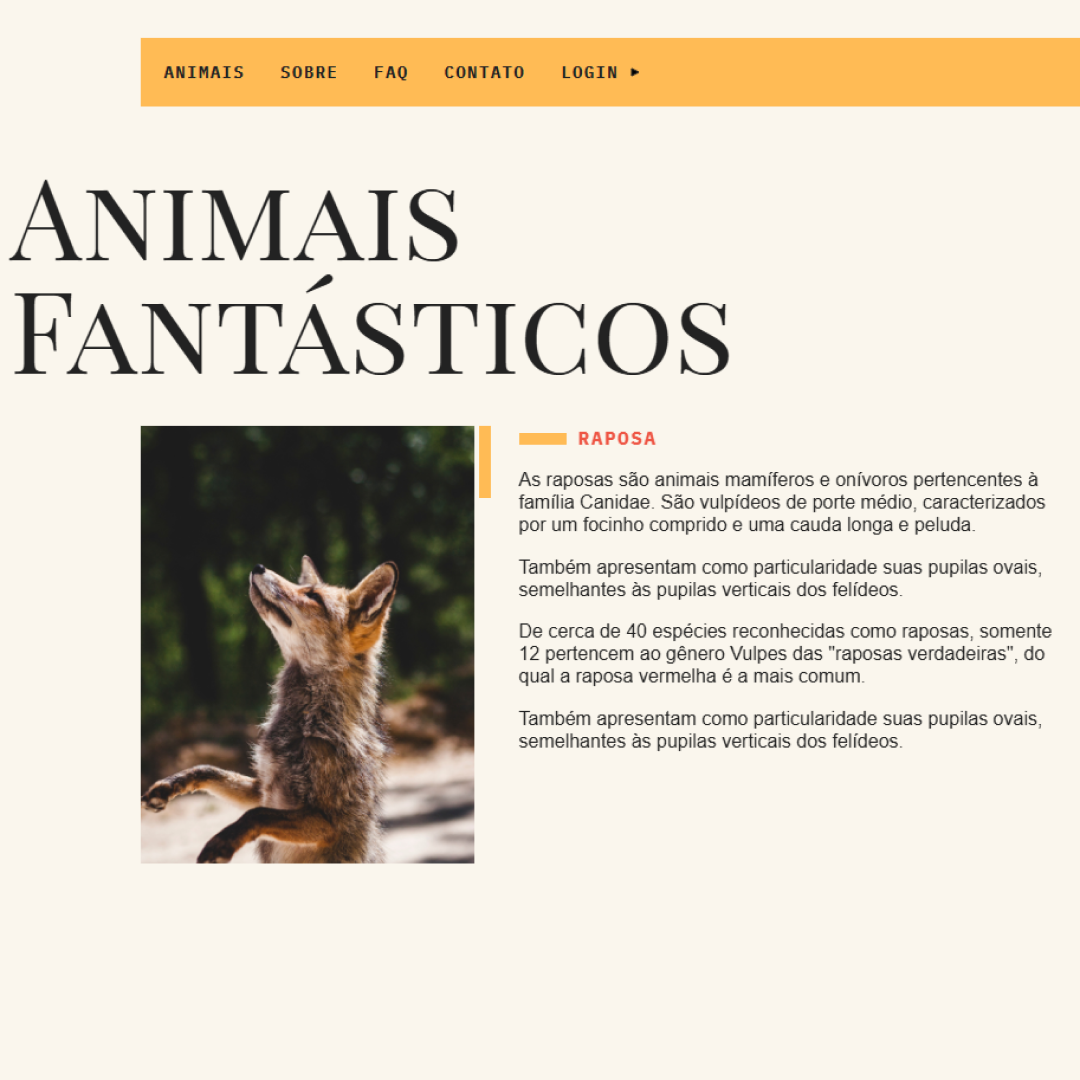 ANIMAIS SOBRE FAQ CONTATO LOGIN ▸
ANIMAIS
FANTÁSTICOS
RAPOSA
As raposas são animais mamíferos e onívoros pertencentes à
família Canidae. São vulpídeos de porte médio, caracterizados
por um focinho comprido e uma cauda longa e peluda.
Também apresentam como particularidade suas pupilas ovais,
semelhantes às pupilas verticais dos felídeos.
De cerca de 40 espécies reconhecidas como raposas, somente
12 pertencem ao gênero Vulpes das "raposas verdadeiras", do
qual a raposa vermelha é a mais comum.
Também apresentam como particularidade suas pupilas ovais,
semelhantes às pupilas verticais dos felídeos.